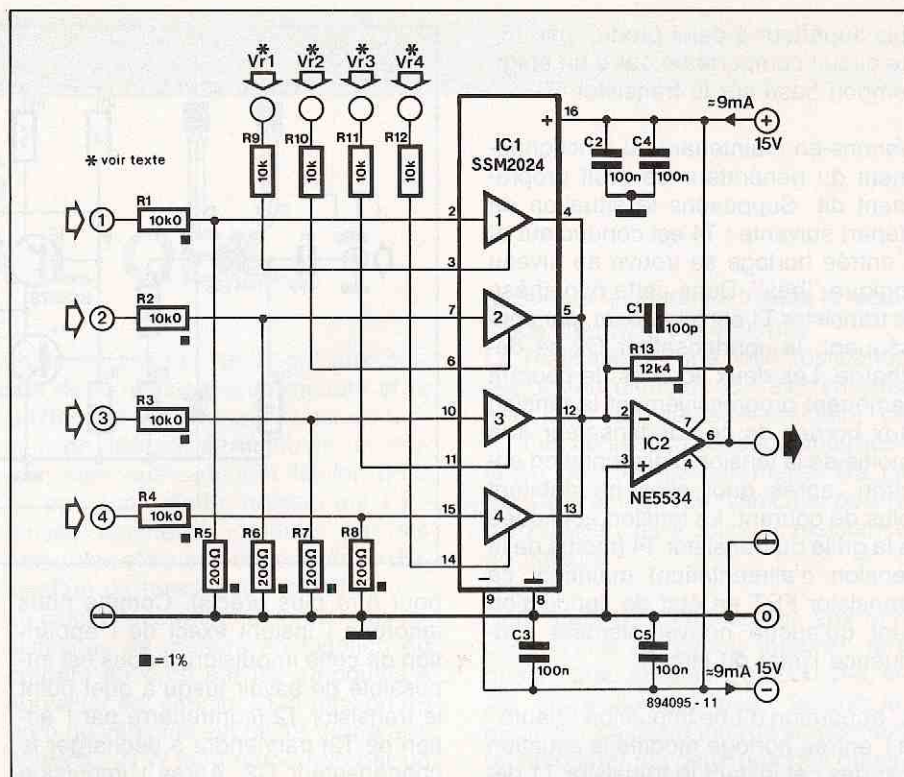 * * * *
Vr1 Vr2 Vr3 Vr4
R9 R10 R11 R12
10k 10k 10k 10k
* voir texte
IC1
SSM2024
+ 16
≈9mA +
15V
C2 C4
100n 100n
1 R1 10k0 2 1 4
3
2 R2 10k0 7 2 5
6
C1
100p
R13
12k4
3 R3 10k0 10 3 12
11
2 - 7 6
IC2
3 + 4
NE5534
4 R4 10k0 15 4 13
14
R5 R6 R7 R8
200Ω 200Ω 200Ω 200Ω
- 9 8
0
■ = 1%
C3 C5
100n 100n
≈9mA 15V
-
894095 - 11